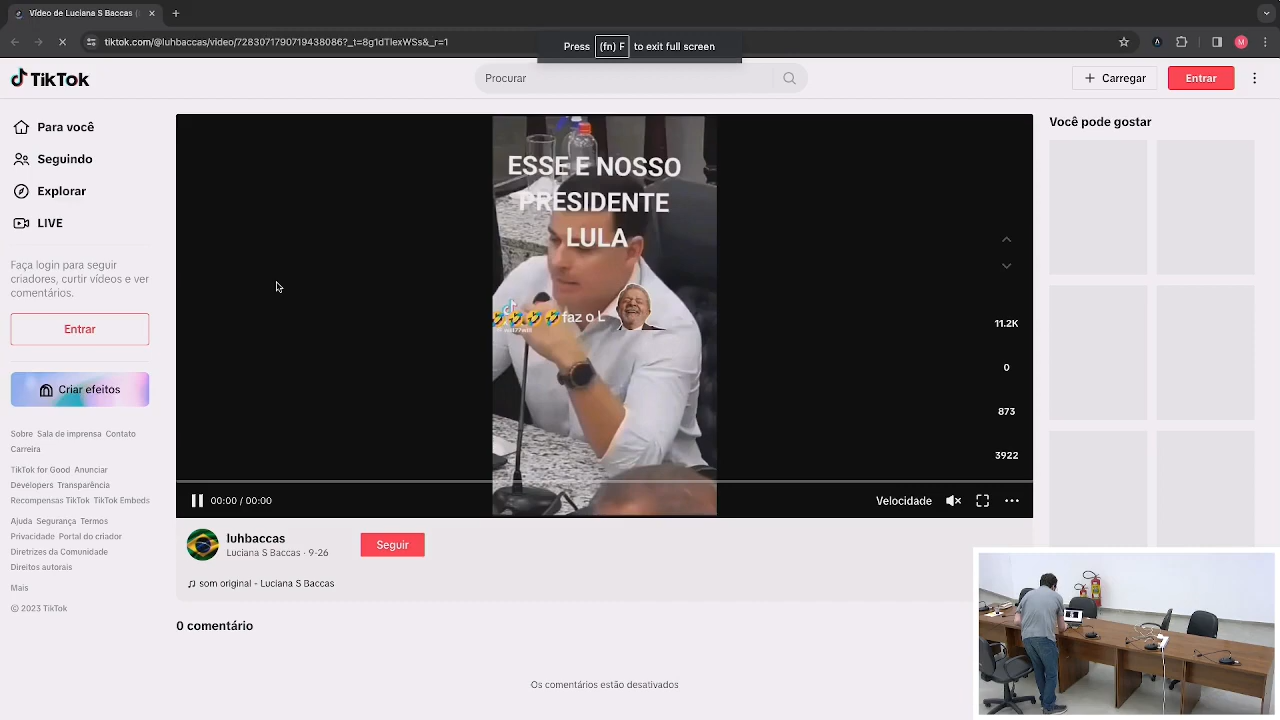 Vídeo de Luciana S Baccas (
tiktok.com/@luhbaccas/video/7283071790719438086?_t=8g1dTlexWSs&_r=1
M
Press (fn) F to exit full screen
TikTok
Procurar
Carregar
Entrar
Para você
Seguindo
Explorar
LIVE
Faça login para seguir
criadores, curtir vídeos e ver
comentários.
Entrar
Criar efeitos
Sobre Sala de imprensa Contato
Carreira
TikTok for Good Anunciar
Developers Transparência
Recompensas TikTok TikTok Embeds
Ajuda Segurança Termos
Privacidade Portal do criador
Diretrizes da Comunidade
Direitos autorais
Mais
© 2023 TikTok
ESSE E NOSSO
PRESIDENTE
LULA
🤣🤣🤣🤣 faz o L
11.2K
0
873
3922
00:00 / 00:00
Velocidade
luhbaccas
Luciana S Baccas · 9-26
Seguir
♫ som original - Luciana S Baccas
0 comentário
Os comentários estão desativados
Você pode gostar